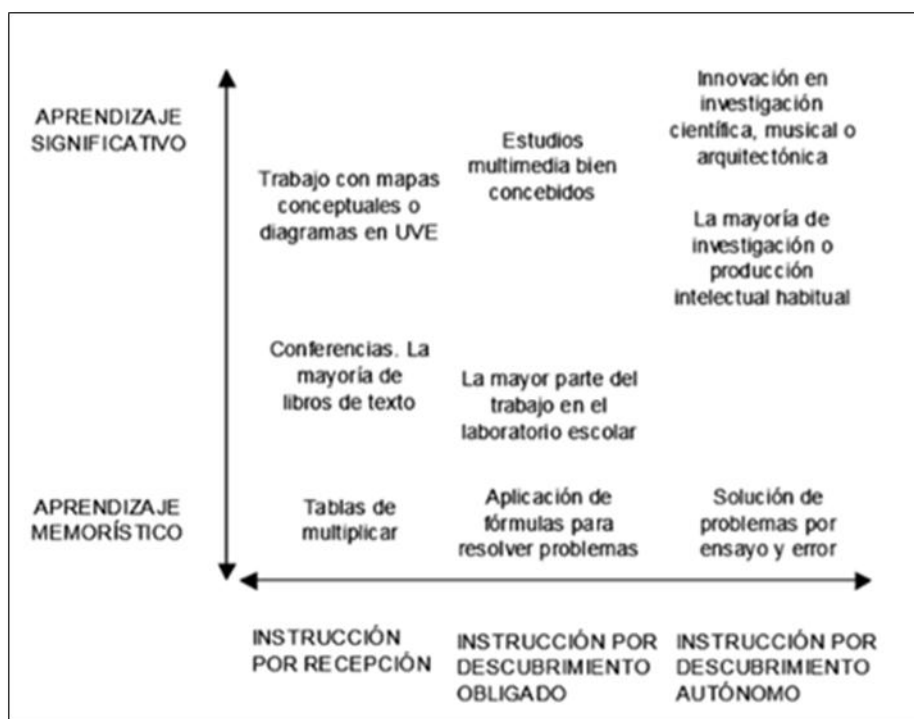 APRENDIZAJE
SIGNIFICATIVO
Trabajo con mapas
conceptuales o
diagramas en UVE
Estudios
multimedia bien
concebidos
Innovación en
investigación
científica, musical o
arquitectónica
La mayoría de
investigación o
producción
intelectual habitual
Conferencias. La
mayoría de
libros de texto
La mayor parte del
trabajo en el
laboratorio escolar
APRENDIZAJE
MEMORÍSTICO
Tablas de
multiplicar
Aplicación de
fórmulas para
resolver problemas
Solución de
problemas por
ensayo y error
INSTRUCCIÓN
POR RECEPCIÓN
INSTRUCCIÓN POR
DESCUBRIMIENTO
OBLIGADO
INSTRUCCIÓN POR
DESCUBRIMIENTO
AUTÓNOMO